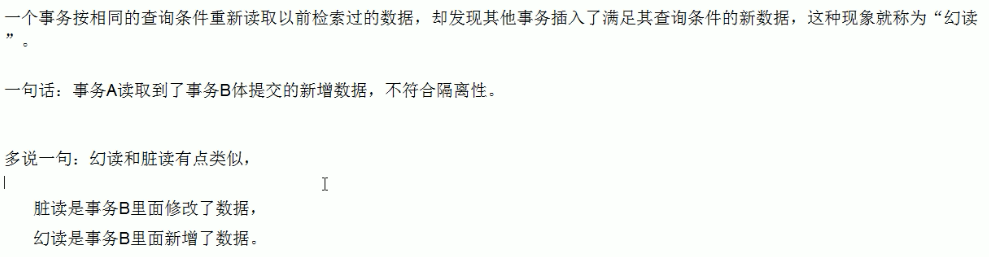 一个事务按相同的查询条件重新读取以前检索过的数据，却发现其他事务插入了满足其查询条件的新数据，这种现象就称为“幻读
”。
一句话：事务A读取到了事务B体提交的新增数据，不符合隔离性。
多说一句：幻读和脏读有点类似，
脏读是事务B里面修改了数据，
幻读是事务B里面新增了数据。